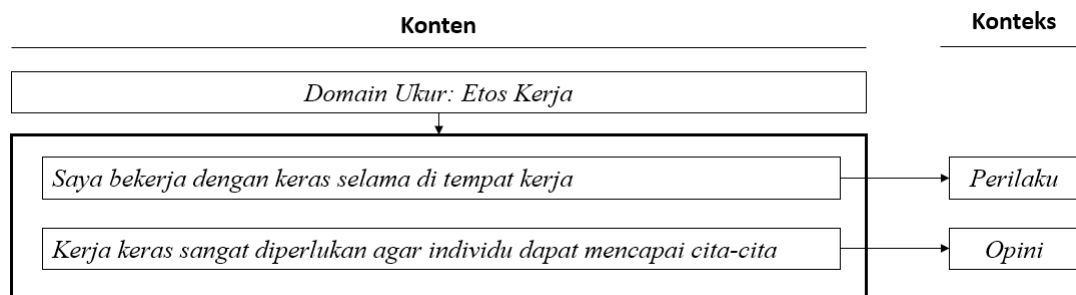 Konten
Konteks
Domain Ukur: Etos Kerja
Saya bekerja dengan keras selama di tempat kerja
Perilaku
Kerja keras sangat diperlukan agar individu dapat mencapai cita-cita
Opini